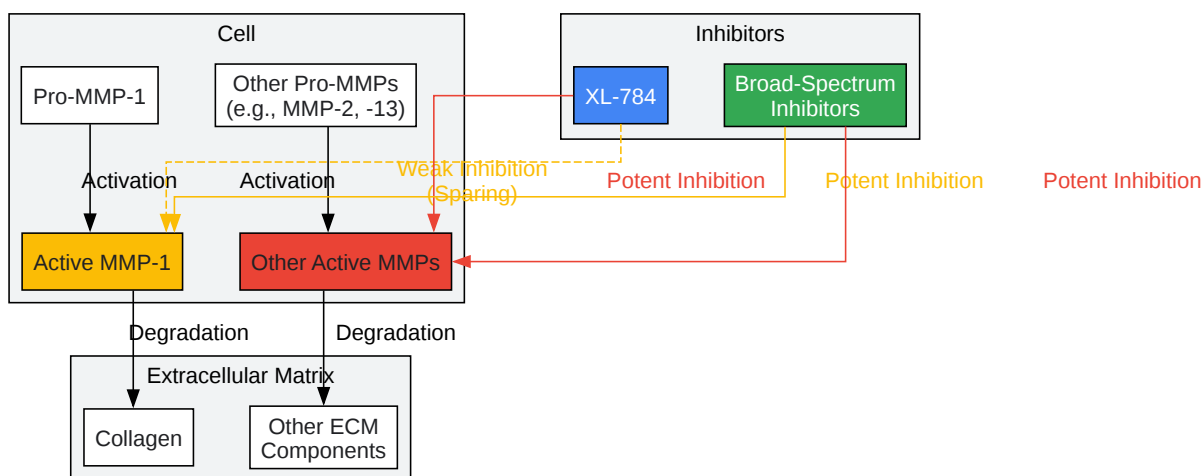 Cell
Inhibitors
Pro-MMP-1
Other Pro-MMPs
(e.g., MMP-2, -13)
XL-784
Broad-Spectrum
Inhibitors
Activation
Activation
Weak Inhibition
(Sparing)
Potent Inhibition
Potent Inhibition
Potent Inhibition
Active MMP-1
Other Active MMPs
Degradation
Degradation
Extracellular Matrix
Collagen
Other ECM
Components